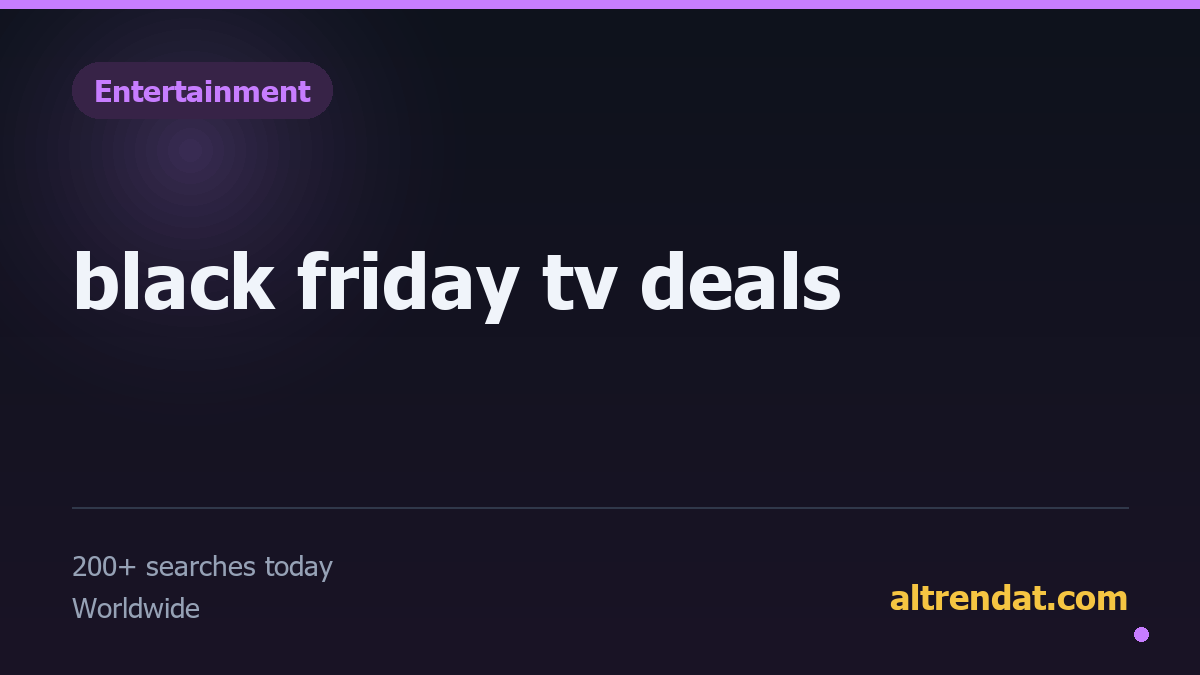 Entertainment
black friday tv deals
200+ searches today
Worldwide
altrendat.com